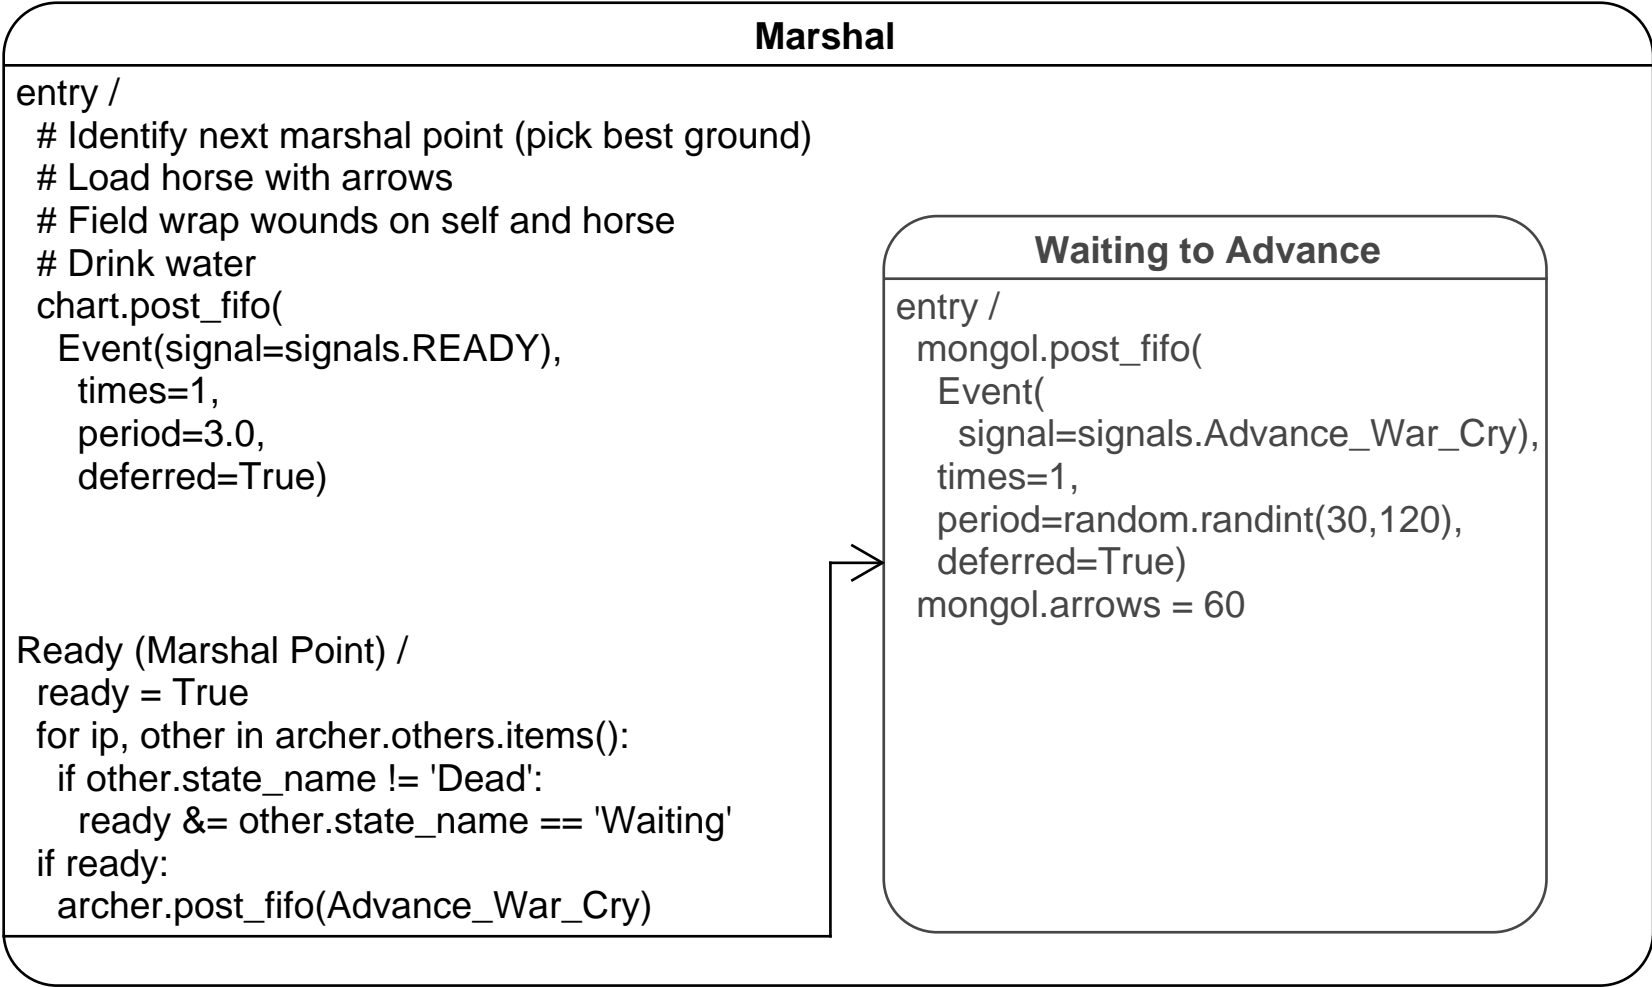 Marshal
entry /
# Identify next marshal point (pick best ground)
# Load horse with arrows
# Field wrap wounds on self and horse
# Drink water
chart.post_fifo(
Event(signal=signals.READY),
times=1,
period=3.0,
deferred=True)
Ready (Marshal Point) /
ready = True
for ip, other in archer.others.items():
if other.state_name != 'Dead':
ready &= other.state_name == 'Waiting'
if ready:
archer.post_fifo(Advance_War_Cry)
Waiting to Advance
entry /
mongol.post_fifo(
Event(
signal=signals.Advance_War_Cry),
times=1,
period=random.randint(30,120),
deferred=True)
mongol.arrows = 60